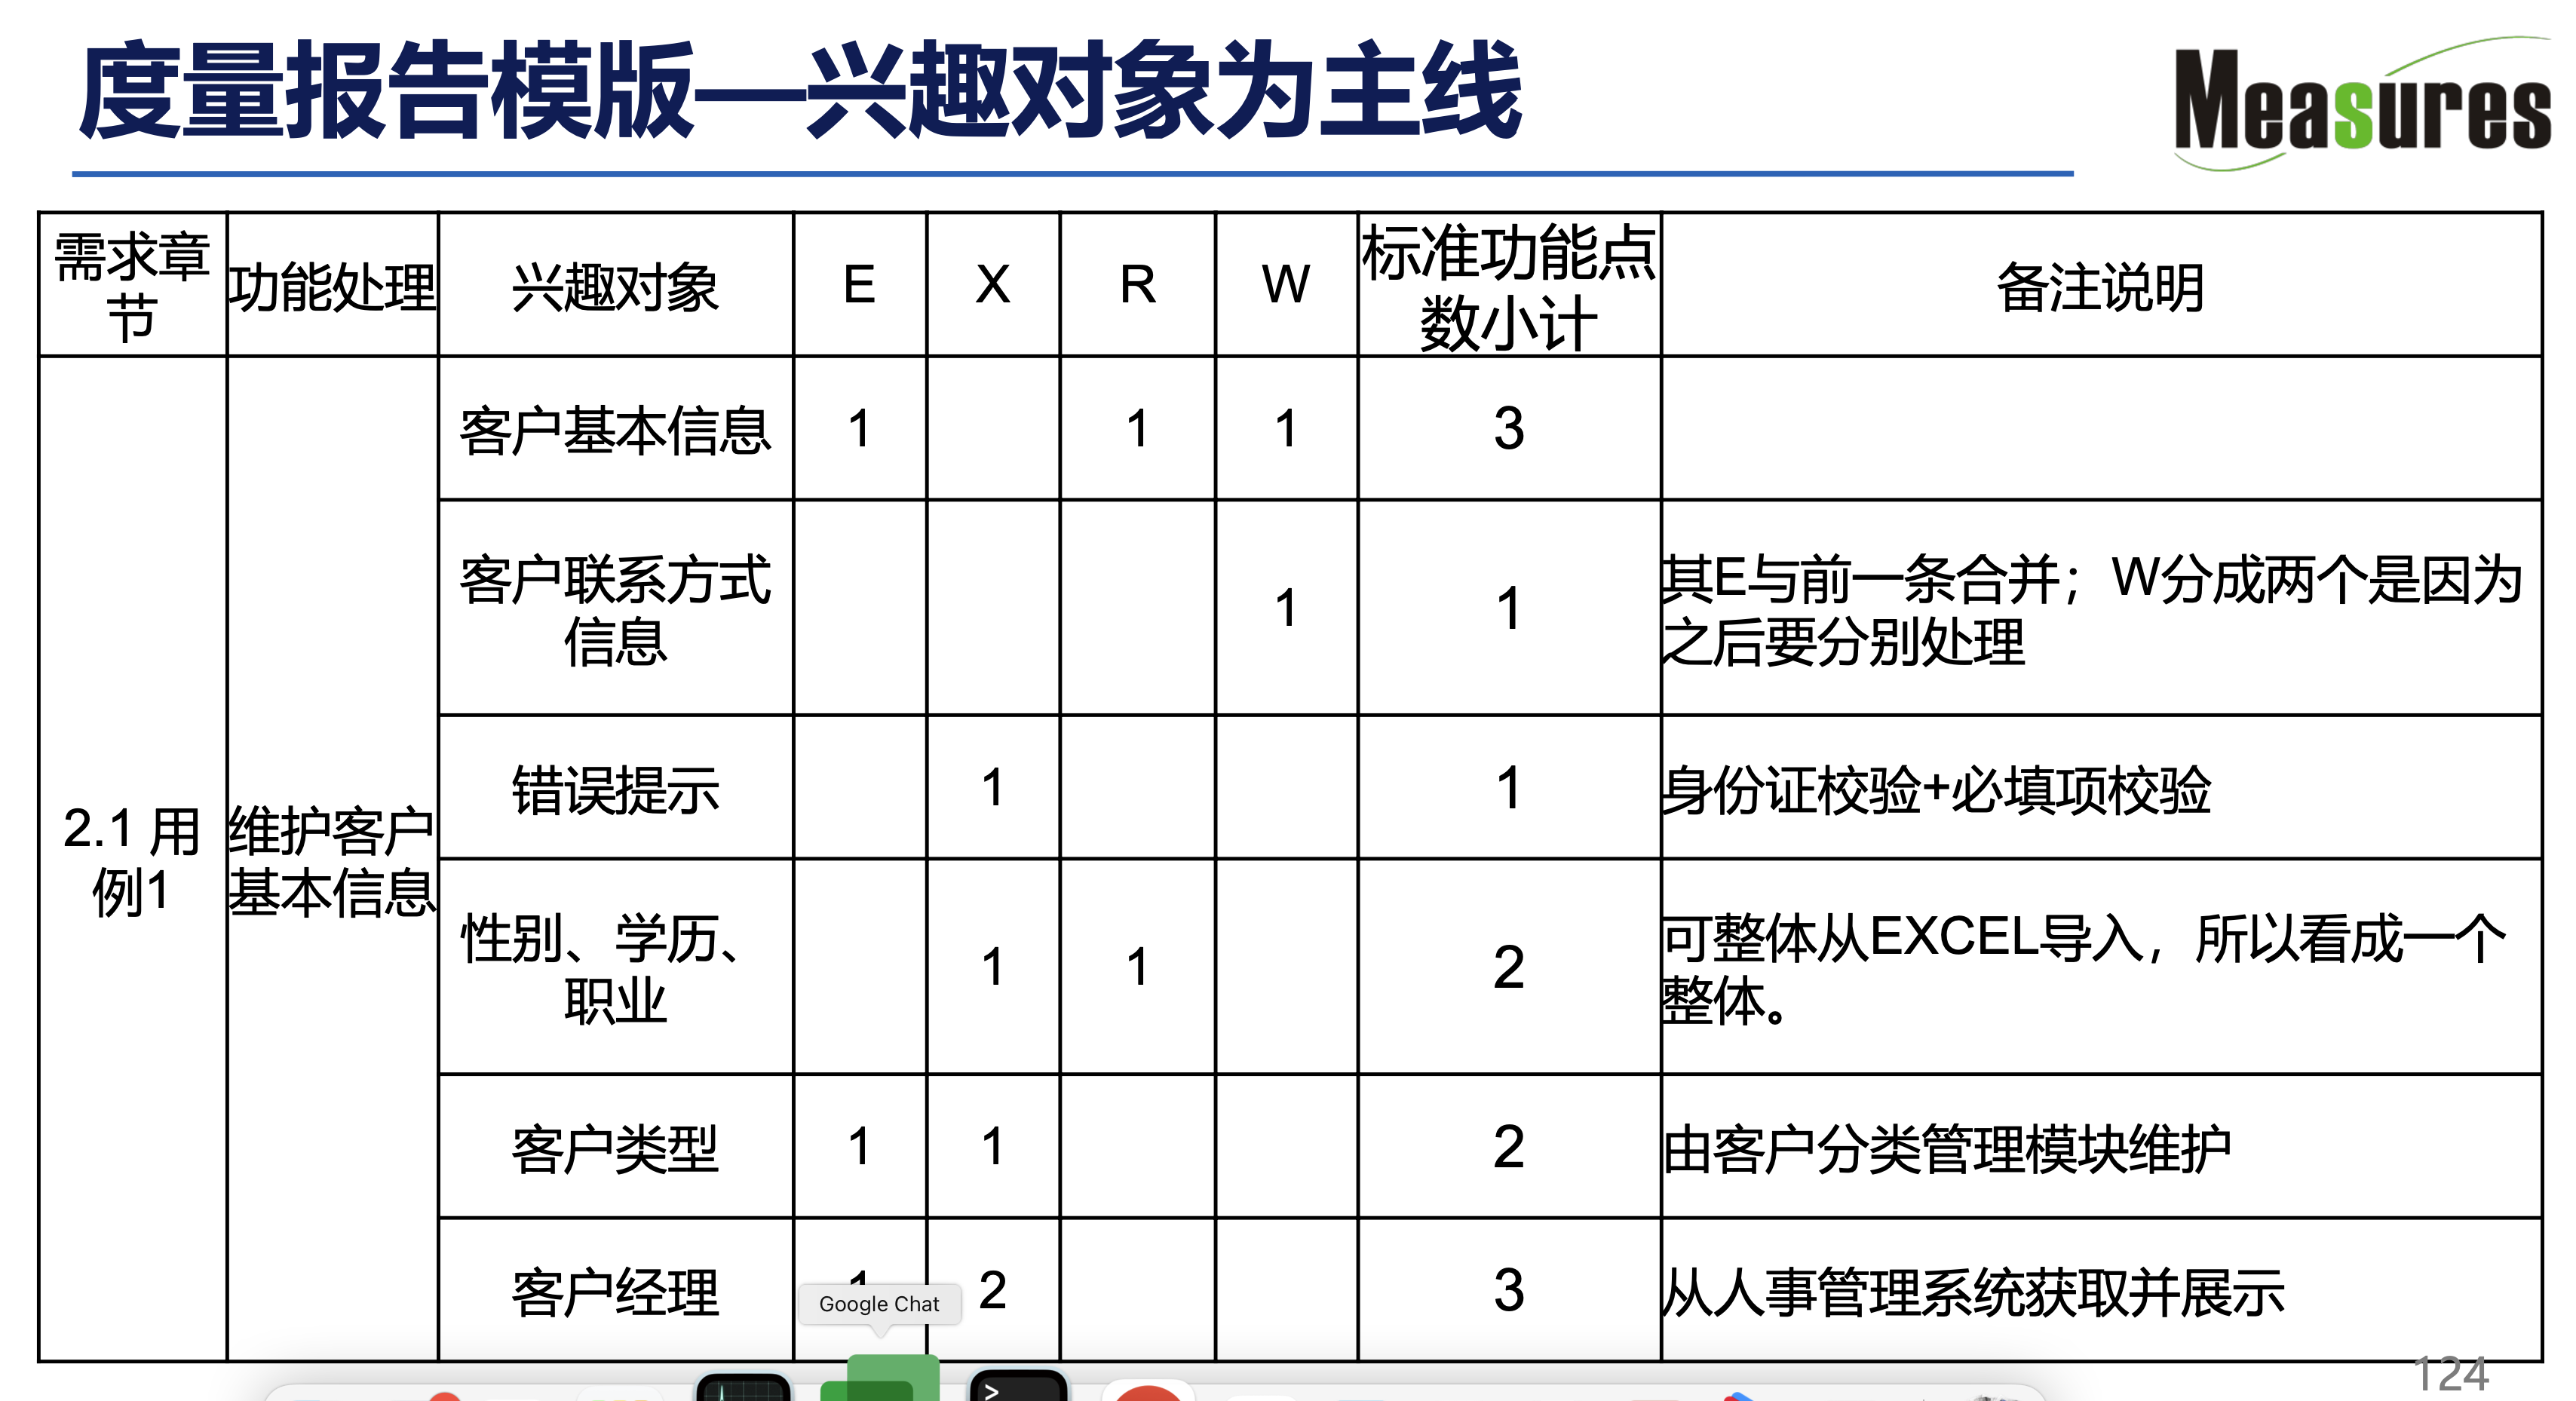 度量报告模版—兴趣对象为主线
Measures
需求章
节
功能处理
兴趣对象
E
X
R
W
标准功能点
数小计
备注说明
2.1 用
例1
维护客户
基本信息
客户基本信息
1
1
1
3
客户联系方式
信息
1
1
其E与前一条合并；W分成两个是因为
之后要分别处理
错误提示
1
1
身份证校验+必填项校验
性别、学历、
职业
1
1
2
可整体从EXCEL导入，所以看成一个
整体。
客户类型
1
1
2
由客户分类管理模块维护
客户经理
1
2
3
从人事管理系统获取并展示
Google Chat
>
124